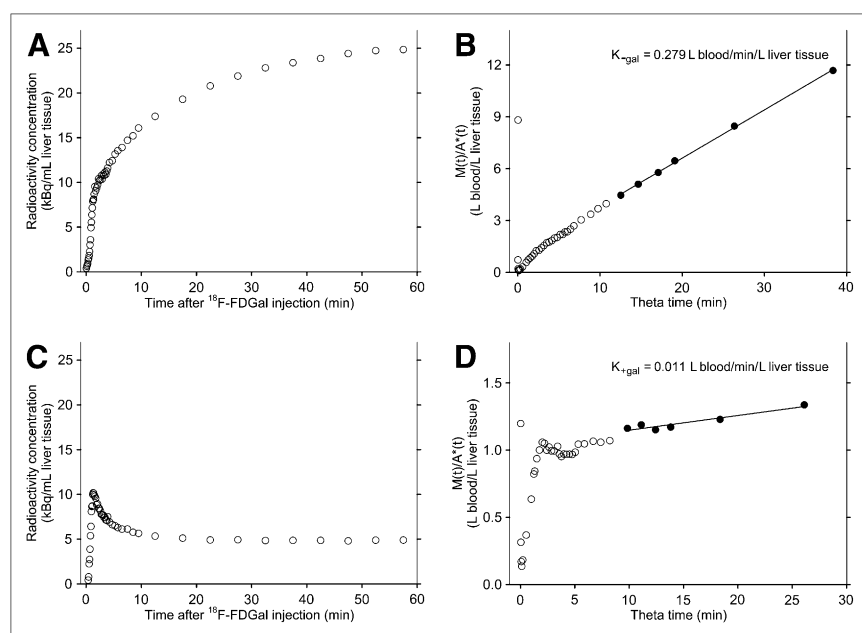 A
Radioactivity concentration
(kBq/mL liver tissue)
25
20
15
10
5
0
0 10 20 30 40 50 60
Time after ¹⁸F-FDGal injection (min)
B
K-gal = 0.279 L blood/min/L liver tissue
M(t)/A*(t)
(L blood/L liver tissue)
12
9
6
3
0
0 10 20 30 40
Theta time (min)
C
Radioactivity concentration
(kBq/mL liver tissue)
25
20
15
10
5
0
0 10 20 30 40 50 60
Time after ¹⁸F-FDGal injection (min)
D
K+gal = 0.011 L blood/min/L liver tissue
M(t)/A*(t)
(L blood/L liver tissue)
1.5
1.0
0.5
0.0
0 5 10 15 20 25 30
Theta time (min)